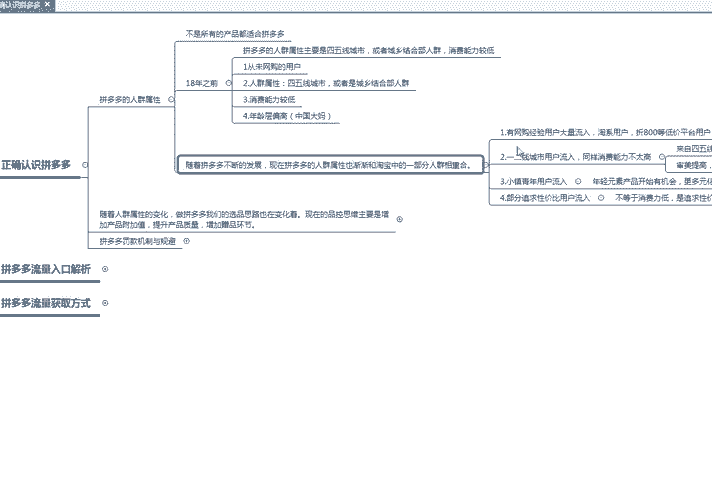 正确认识拼多多 ×
不是所有的产品都适合拼多多
拼多多的人群属性主要是四五线城市，或者城乡结合部人群，消费能力较低
1从未网购的用户
18年之前
2.人群属性：四五线城市，或者是城乡结合部人群
3.消费能力较低
4.年龄层偏高（中国大妈）
拼多多的人群属性
1.有网购经验用户大量流入，淘系用户，折800等低价平台用户
来自四五线
2.一二线城市用户流入，同样消费能力不太高
审美提高，
正确认识拼多多
随着拼多多不断的发展，现在拼多多的人群属性也渐渐和淘宝中的一部分人群相重合。
3.小镇青年用户流入
年轻元素产品开始有机会，更多元化
4.部分追求性价比用户流入
不等于消费低，是追求性价
随着人群属性的变化，做拼多多我们的选品思路也在变化着。现在的品控思维主要是增
加产品附加值，提升产品质量，增加赠品环节。
拼多多罚款机制与规避
拼多多流量入口解析
拼多多流量获取方式